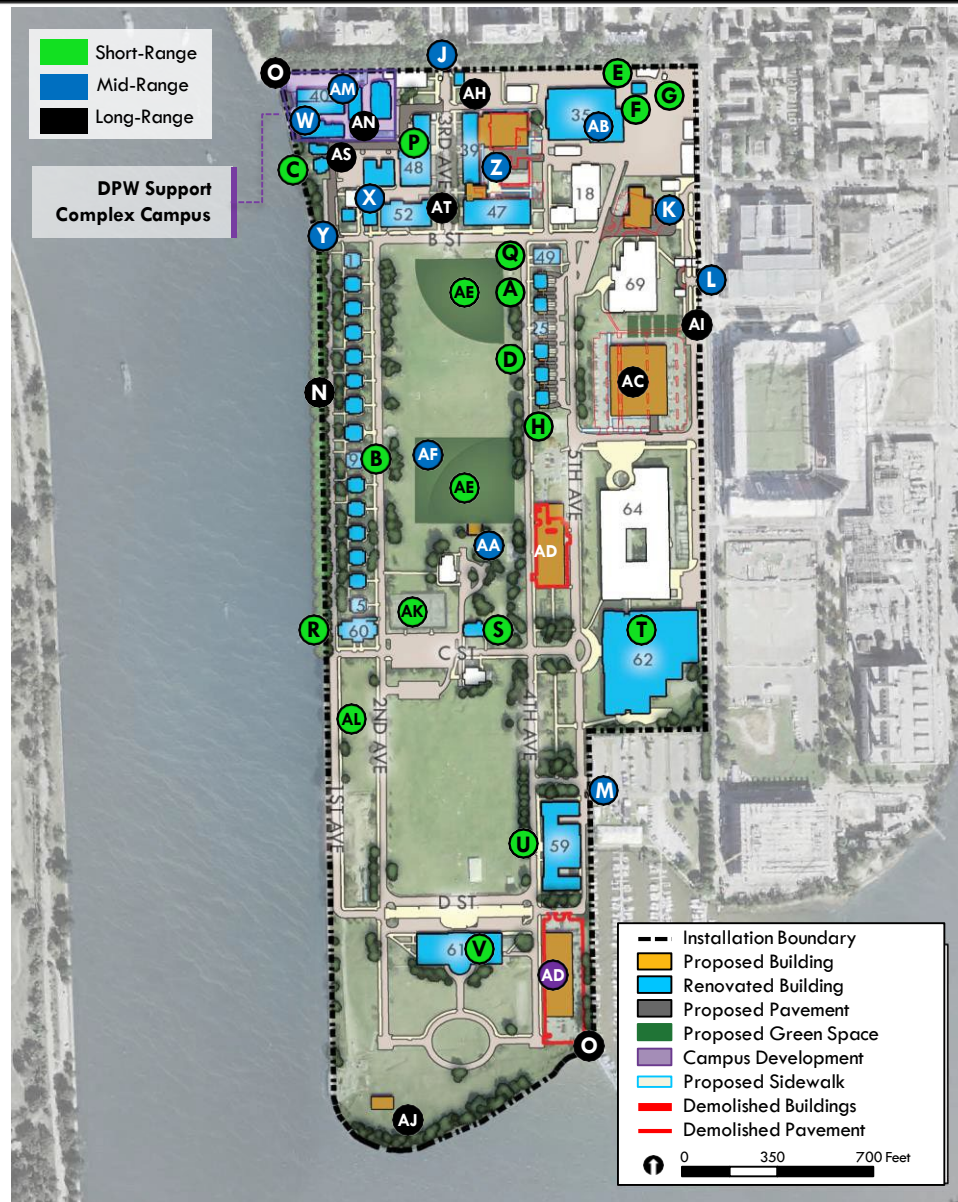 Short-Range
Mid-Range
Long-Range
DPW Support
Complex Campus
O
J
E
G
F
AM
40
AH
W
AN
35
AB
P
3RD AVE
39
AS
C
48
Z
18
X
K
52
AT
47
Y
B ST
Q
49
1
69
L
AE
A
25
AI
D
AC
N
H
AF
9
B
5TH AVE
AE
64
AA
AD
5
AK
R
60
S
T
C ST
62
AL
2ND AVE
4TH AVE
M
1ST AVE
U
59
D ST
61
V
AD
O
AJ
Installation Boundary
Proposed Building
Renovated Building
Proposed Pavement
Proposed Green Space
Campus Development
Proposed Sidewalk
Demolished Buildings
Demolished Pavement
0 350 700 Feet